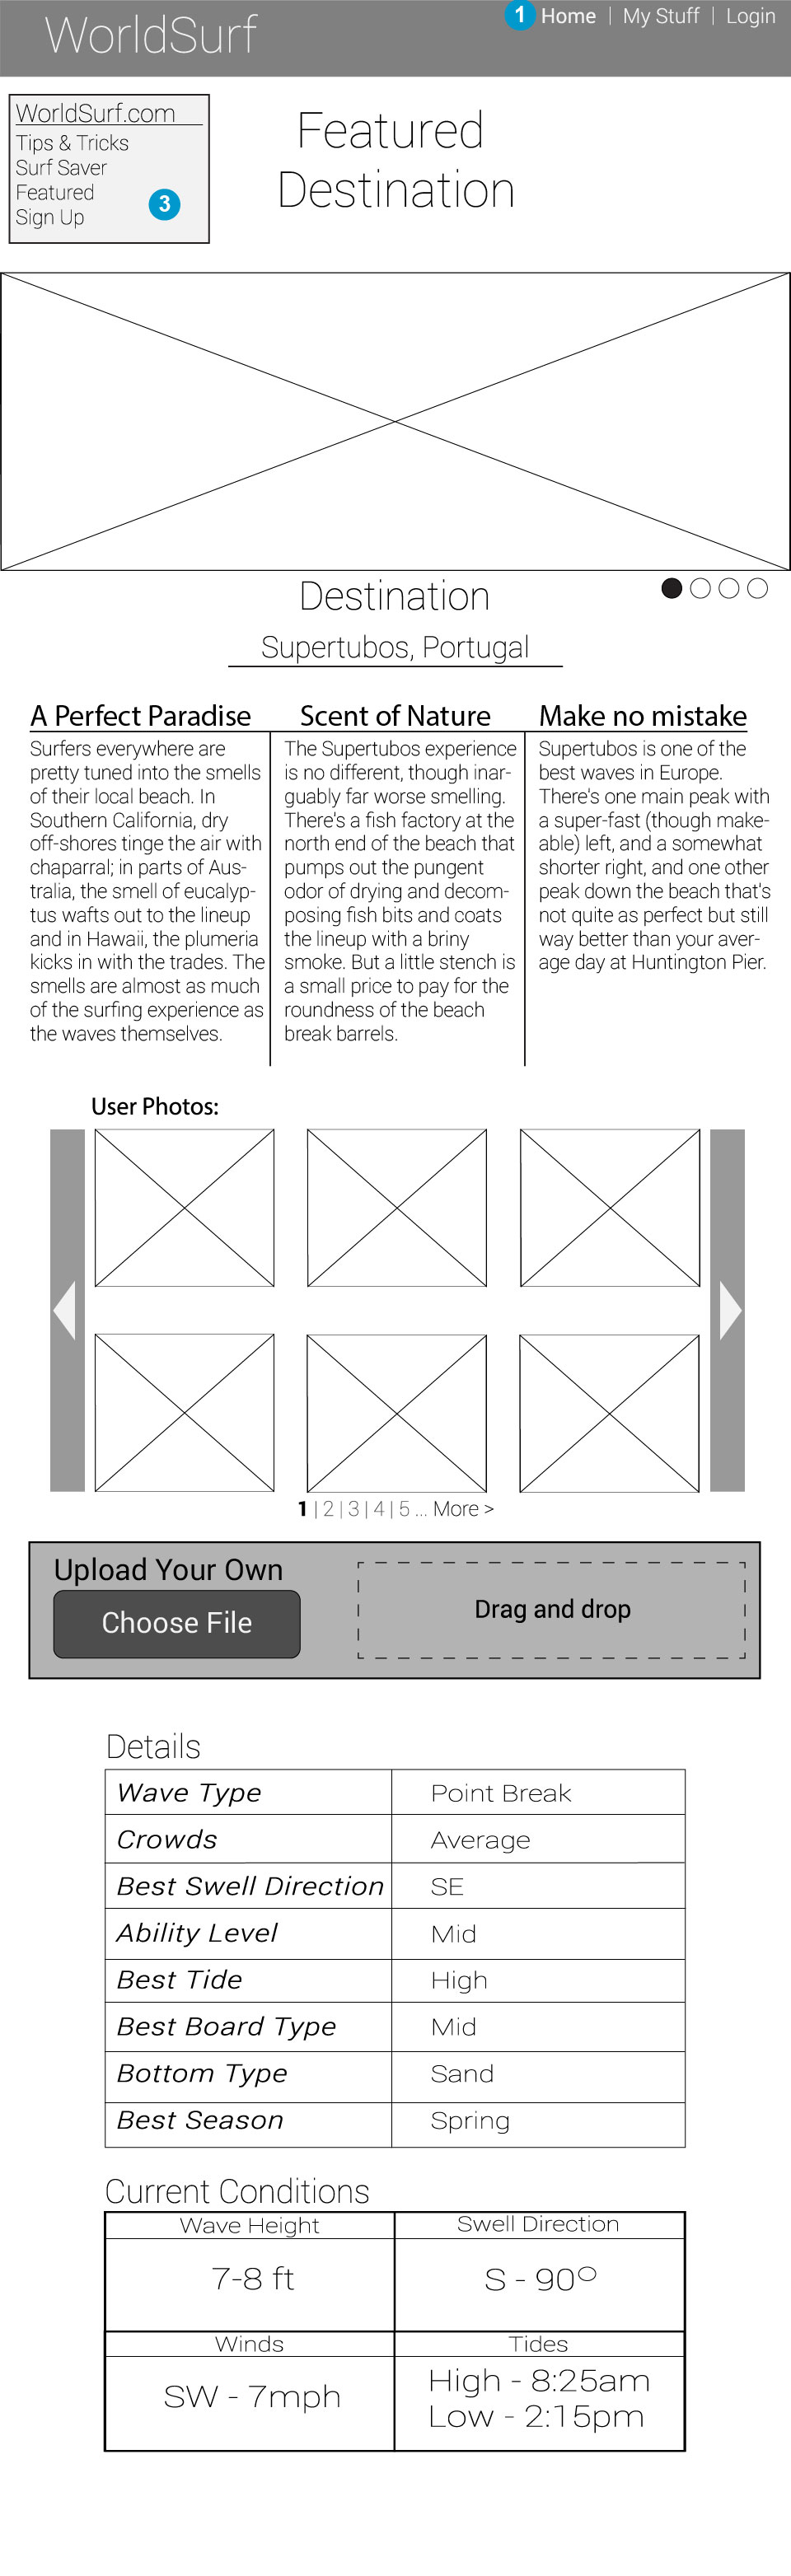 WorldSurf
1 Home | My Stuff | Login
WorldSurf.com
Tips & Tricks
Surf Saver
Featured
Sign Up
3
Featured
Destination
Destination
Supertubos, Portugal
A Perfect Paradise
Surfers everywhere are
pretty tuned into the smells
of their local beach. In
Southern California, dry
off-shores tinge the air with
chaparral; in parts of Aus-
tralia, the smell of eucalyp-
tus wafts out to the lineup
and in Hawaii, the plumeria
kicks in with the trades. The
smells are almost as much
of the surfing experience as
the waves themselves.
Scent of Nature
The Supertubos experience
is no different, though inar-
guably far worse smelling.
There's a fish factory at the
north end of the beach that
pumps out the pungent
odor of drying and decom-
posing fish bits and coats
the lineup with a briny
smoke. But a little stench is
a small price to pay for the
roundness of the beach
break barrels.
Make no mistake
Supertubos is one of the
best waves in Europe.
There's one main peak with
a super-fast (though make-
able) left, and a somewhat
shorter right, and one other
peak down the beach that's
not quite as perfect but still
way better than your aver-
age day at Huntington Pier.
User Photos:
1 | 2 | 3 | 4 | 5 ... More >
Upload Your Own
Choose File
Drag and drop
Details
Wave Type Point Break
Crowds Average
Best Swell Direction SE
Ability Level Mid
Best Tide High
Best Board Type Mid
Bottom Type Sand
Best Season Spring
Current Conditions
Wave Height
7-8 ft
Swell Direction
S - 90°
Winds
SW - 7mph
Tides
High - 8:25am
Low - 2:15pm